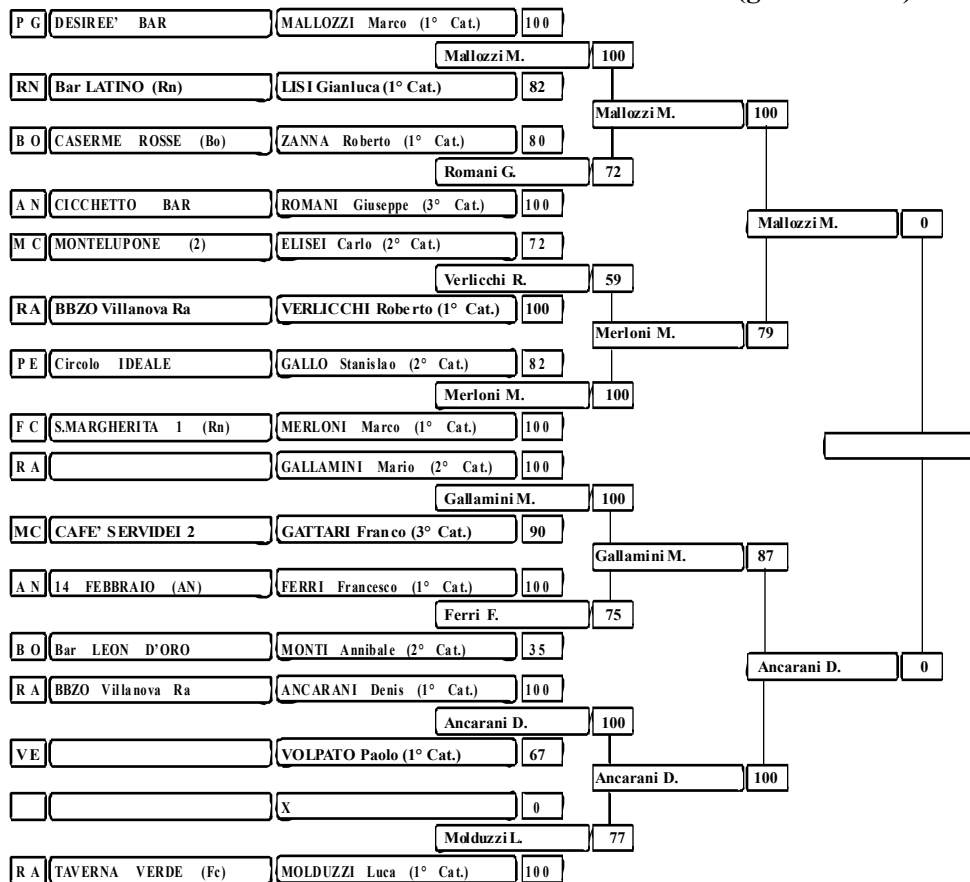 P G DESIREE' BAR MALLOZZI Marco (1° Cat.) 100
Mallozzi M. 100
RN Bar LATINO (Rn) LISI Gianluca (1° Cat.) 82
Mallozzi M. 100
B O CASERME ROSSE (Bo) ZANNA Roberto (1° Cat.) 80
Romani G. 72
A N CICCHETTO BAR ROMANI Giuseppe (3° Cat.) 100
Mallozzi M. 0
M C MONTELUPONE (2) ELISEI Carlo (2° Cat.) 72
Verlicchi R. 59
RA BBZO Villanova Ra VERLICCHI Roberto (1° Cat.) 100
Merloni M. 79
P E Circolo IDEALE GALLO Stanislao (2° Cat.) 82
Merloni M. 100
F C S.MARGHERITA 1 (Rn) MERLONI Marco (1° Cat.) 100
R A GALLAMINI Mario (2° Cat.) 100
Gallamini M. 100
MC CAFE' SERVIDEI 2 GATTARI Franco (3° Cat.) 90
Gallamini M. 87
A N 14 FEBBRAIO (AN) FERRI Francesco (1° Cat.) 100
Ferri F. 75
B O Bar LEON D'ORO MONTI Annibale (2° Cat.) 35
Ancarani D. 0
R A BBZO Villanova Ra ANCARANI Denis (1° Cat.) 100
Ancarani D. 100
VE VOLPATO Paolo (1° Cat.) 67
Ancarani D. 100
X 0
Molduzzi L. 77
R A TAVERNA VERDE (Fc) MOLDUZZI Luca (1° Cat.) 100